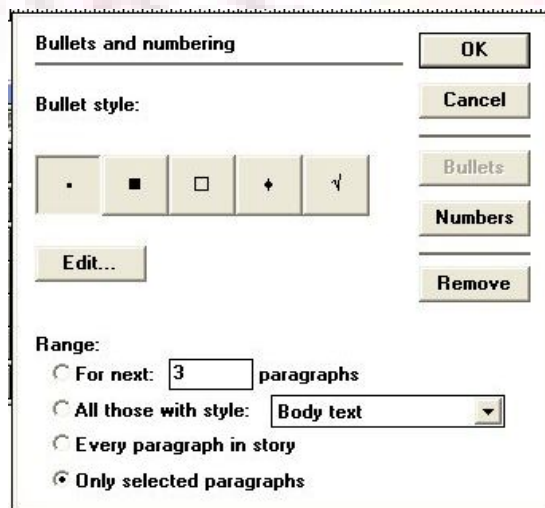 Bullets and numbering
OK
Cancel
Bullet style:
Bullets
Numbers
Edit...
Remove
Range:
For next: 3 paragraphs
All those with style: Body text
Every paragraph in story
Only selected paragraphs